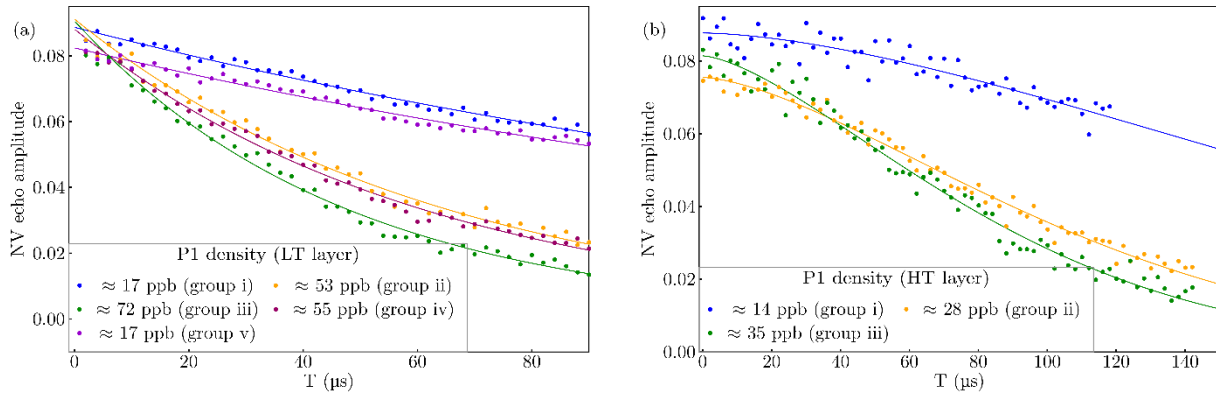 (a)
NV echo amplitude
0.08
0.06
0.04
0.02
0.00
P1 density (LT layer)
≈ 17 ppb (group i)
≈ 53 ppb (group ii)
≈ 72 ppb (group iii)
≈ 55 ppb (group iv)
≈ 17 ppb (group v)
0 20 40 60 80
T (µs)
(b)
NV echo amplitude
0.08
0.06
0.04
0.02
0.00
P1 density (HT layer)
≈ 14 ppb (group i)
≈ 28 ppb (group ii)
≈ 35 ppb (group iii)
0 20 40 60 80 100 120 140
T (µs)